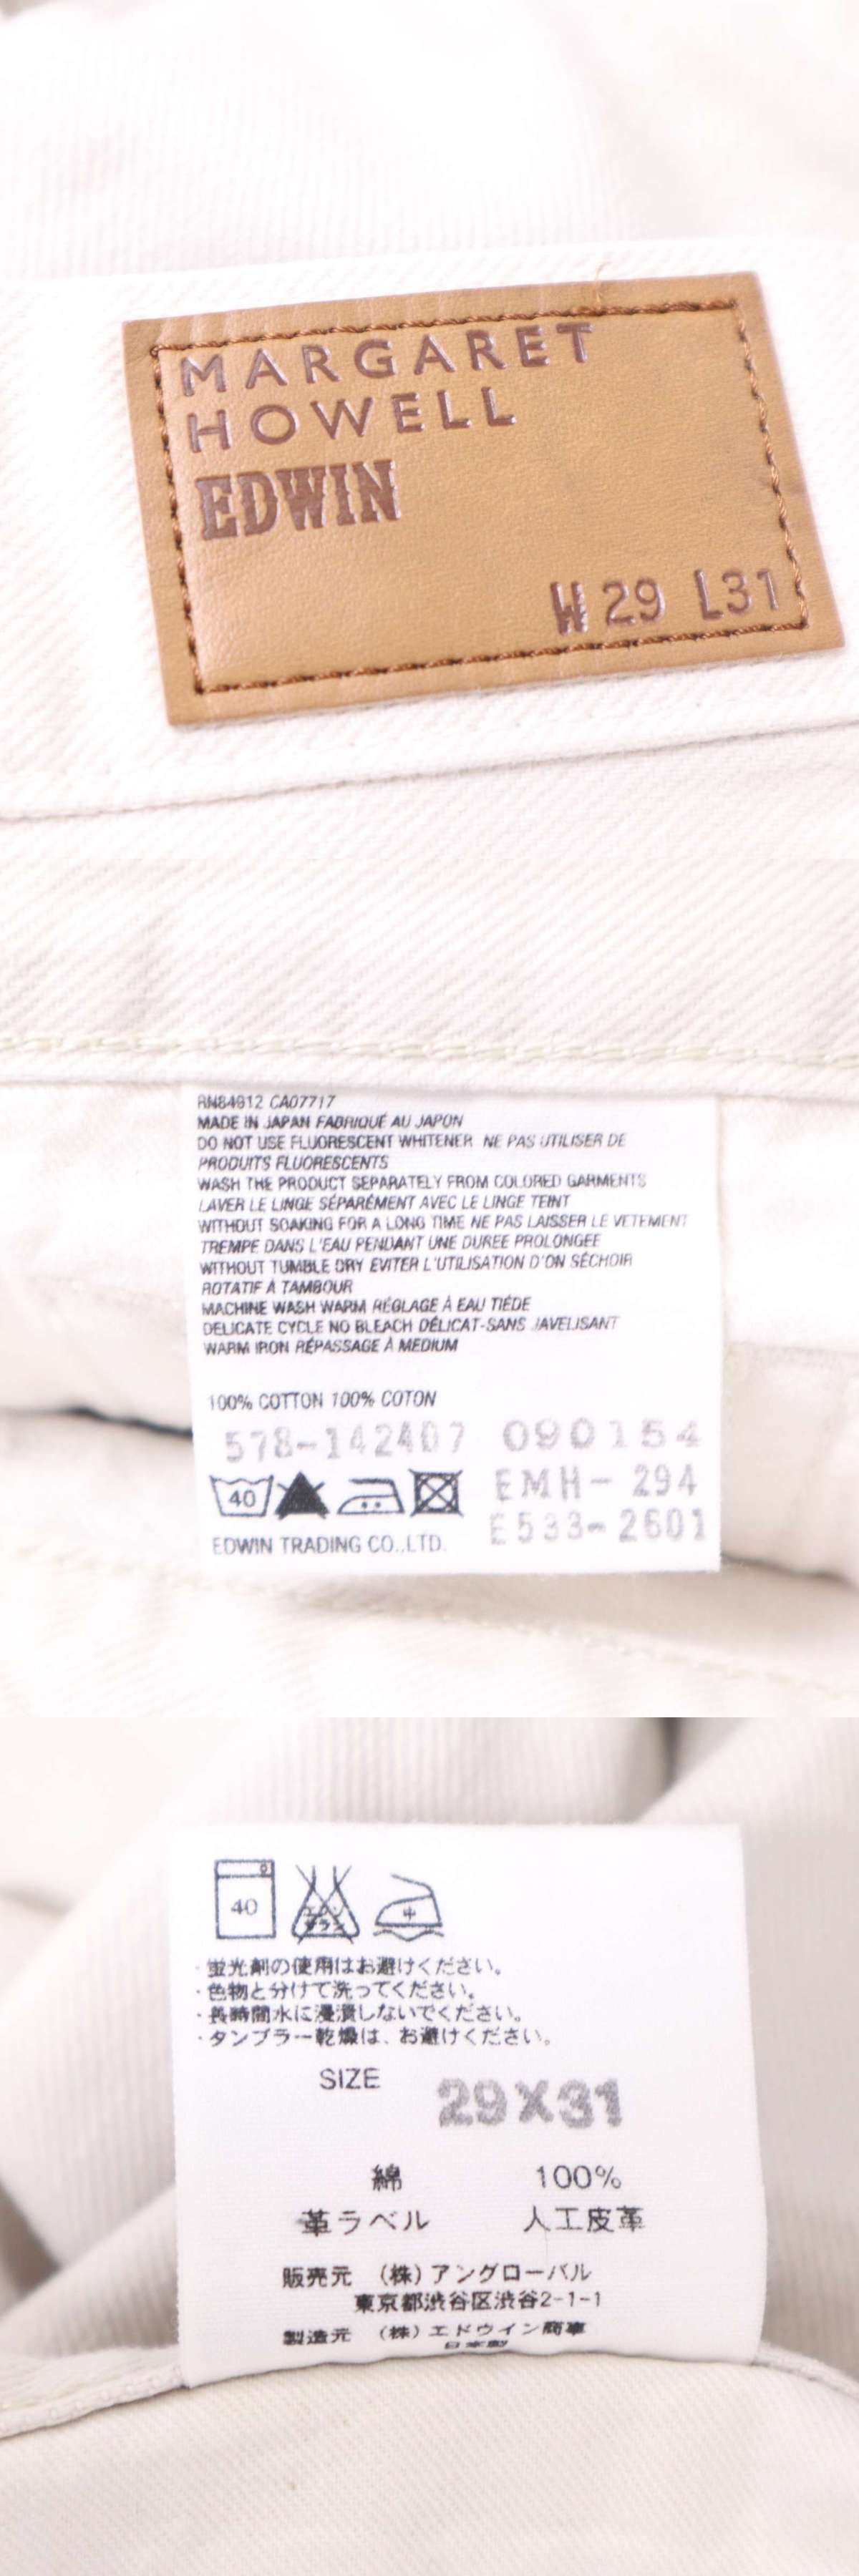 MARGARET
HOWELL
EDWIN
W 29 L31
RN84912 CA07717
MADE IN JAPAN FABRIQUÉ AU JAPON
DO NOT USE FLUORESCENT WHITENER NE PAS UTILISER DE
PRODUITS FLUORESCENTS
WASH THE PRODUCT SEPARATELY FROM COLORED GARMENTS
LAVER LE LINGE SÉPARÉMENT AVEC LE LINGE TEINT
WITHOUT SOAKING FOR A LONG TIME NE PAS LAISSER LE VETEMENT
TREMPE DANS L'EAU PENDANT UNE DUREE PROLONGEE
WITHOUT TUMBLE DRY EVITER L'UTILISATION D'ON SÉCHOIR
ROTATIF À TAMBOUR
MACHINE WASH WARM RÉGLAGE À EAU TIÉDE
DELICATE CYCLE NO BLEACH DÉLICAT-SANS JAVELISANT
WARM IRON RÉPASSAGE À MEDIUM
100% COTTON 100% COTON
578-142407 090154
40 EMH- 294
E533-2601
EDWIN TRADING CO.,LTD.
40 エンソ サラシ 中
・蛍光剤の使用はお避けください。
・色物と分けて洗ってください。
・長時間水に浸漬しないでください。
・タンブラー乾燥は、お避けください。
SIZE 29X31
綿 100%
革ラベル 人工皮革
販売元 (株)アングローバル
東京都渋谷区渋谷2-1-1
製造元 (株)エドウイン商事
日本製